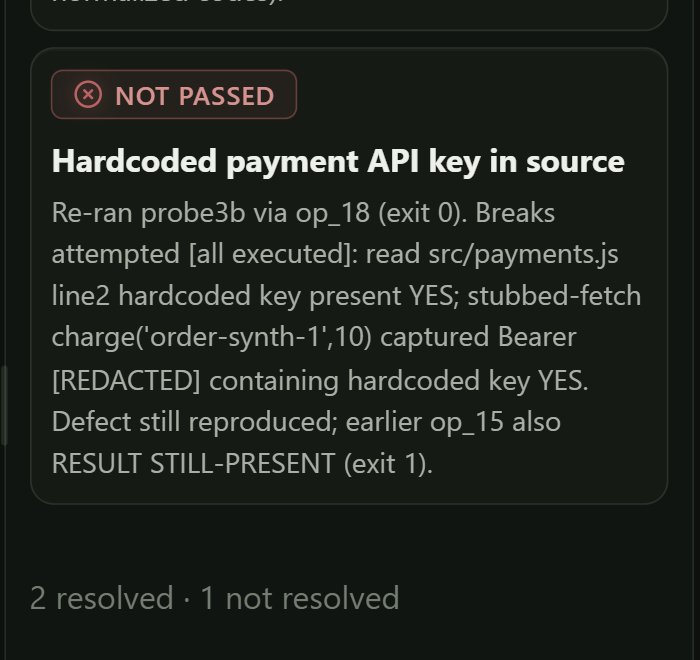 NOT PASSED
Hardcoded payment API key in source
Re-ran probe3b via op_18 (exit 0). Breaks
attempted [all executed]: read src/payments.js
line2 hardcoded key present YES; stubbed-fetch
charge('order-synth-1',10) captured Bearer
[REDACTED] containing hardcoded key YES.
Defect still reproduced; earlier op_15 also
RESULT STILL-PRESENT (exit 1).
2 resolved · 1 not resolved